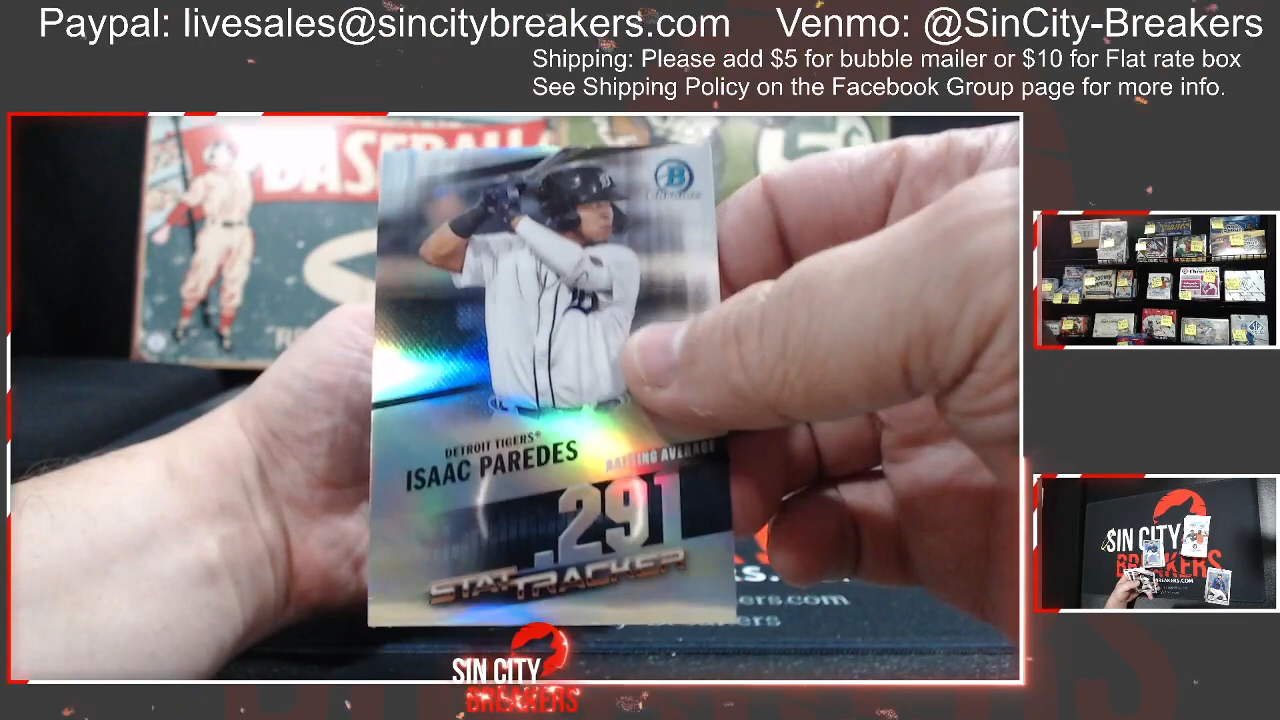 Paypal: livesales@sincitybreakers.com Venmo: @SinCity-Breakers
Shipping: Please add $5 for bubble mailer or $10 for Flat rate box
See Shipping Policy on the Facebook Group page for more info.
BASEBALL
B
DETROIT TIGERS®
ISAAC PAREDES
BATTING AVERAGE
.291
STAT TRACKER
SIN CITY
BREAKERS
SIN CITY
BREAKERS